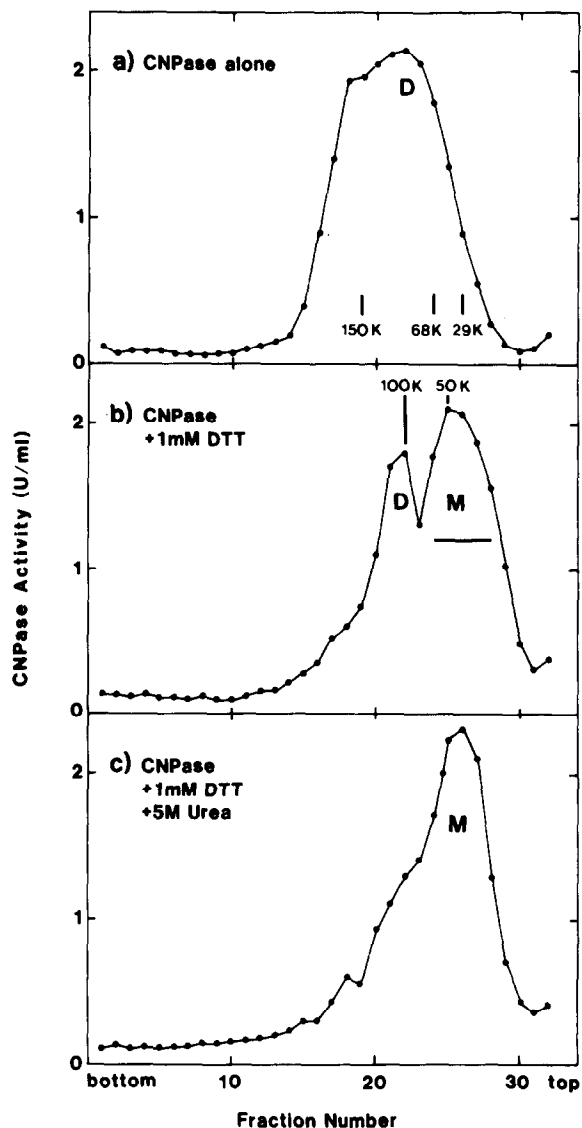 a) CNPase alone
D
2
1
0
150K
68K
29K
b) CNPase
+1mM DTT
100K
50K
D
M
2
1
0
c) CNPase
+1mM DTT
+5M Urea
M
2
1
0
bottom 10 20 30 top
Fraction Number
CNPase Activity (U/ml)